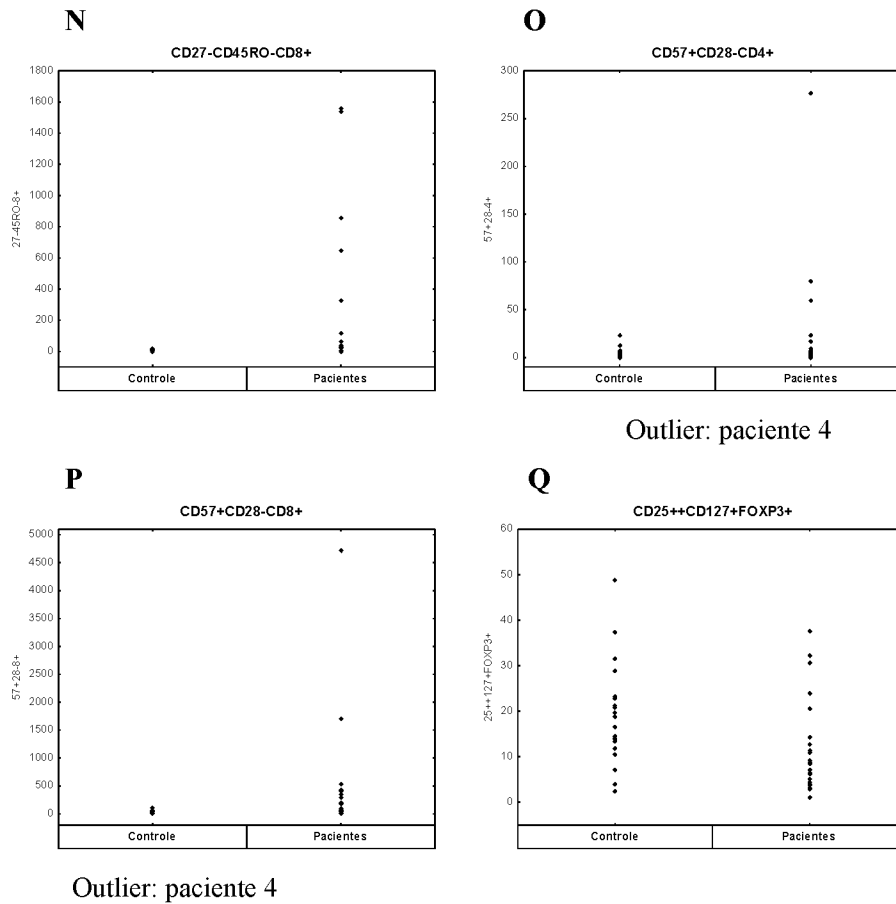 N
CD27-CD45RO-CD8+
1800
1600
1400
1200
1000
800
600
400
200
0
27-45RO-8+
Controle
Pacientes
O
CD57+CD28-CD4+
300
250
200
150
100
50
0
57+28-4+
Controle
Pacientes
Outlier: paciente 4
P
CD57+CD28-CD8+
5000
4500
4000
3500
3000
2500
2000
1500
1000
500
0
57+28-8+
Controle
Pacientes
Outlier: paciente 4
Q
CD25++CD127+FOXP3+
60
50
40
30
20
10
0
25++127+FOXP3+
Controle
Pacientes